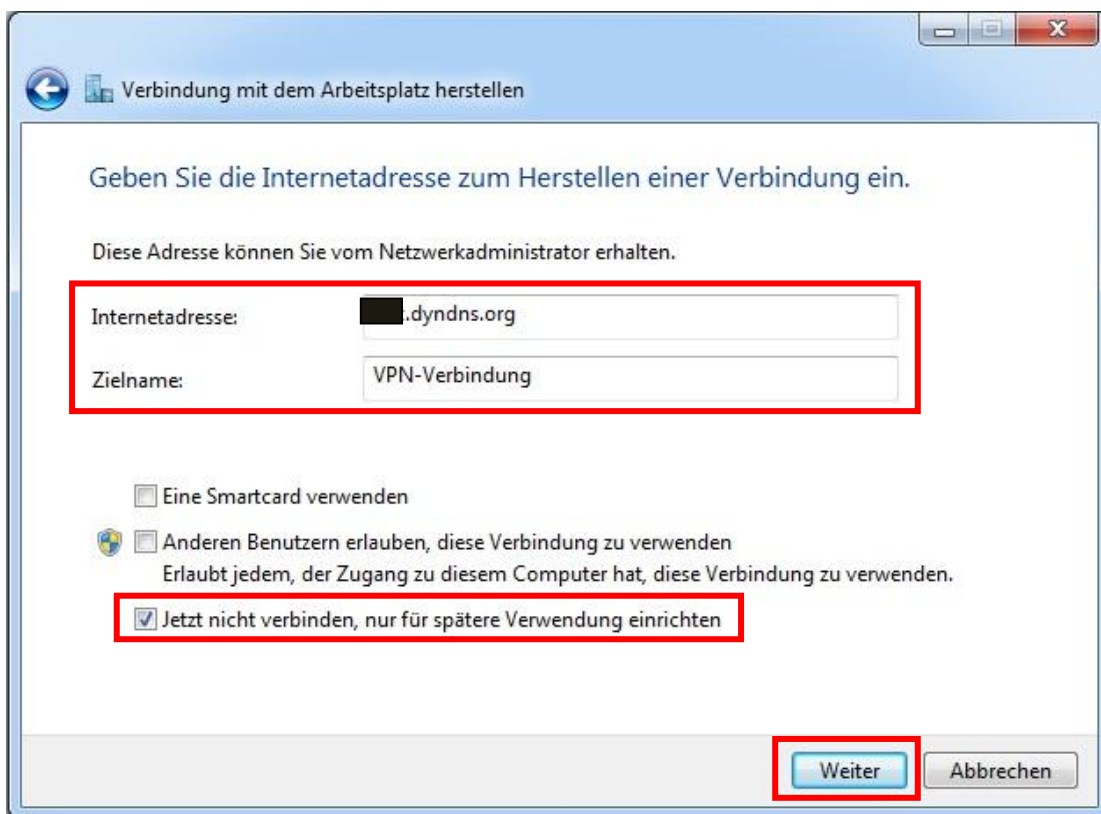 Verbindung mit dem Arbeitsplatz herstellen
Geben Sie die Internetadresse zum Herstellen einer Verbindung ein.
Diese Adresse können Sie vom Netzwerkadministrator erhalten.
Internetadresse: .dyndns.org
Zielname: VPN-Verbindung
Eine Smartcard verwenden
Anderen Benutzern erlauben, diese Verbindung zu verwenden
Erlaubt jedem, der Zugang zu diesem Computer hat, diese Verbindung zu verwenden.
Jetzt nicht verbinden, nur für spätere Verwendung einrichten
Weiter Abbrechen